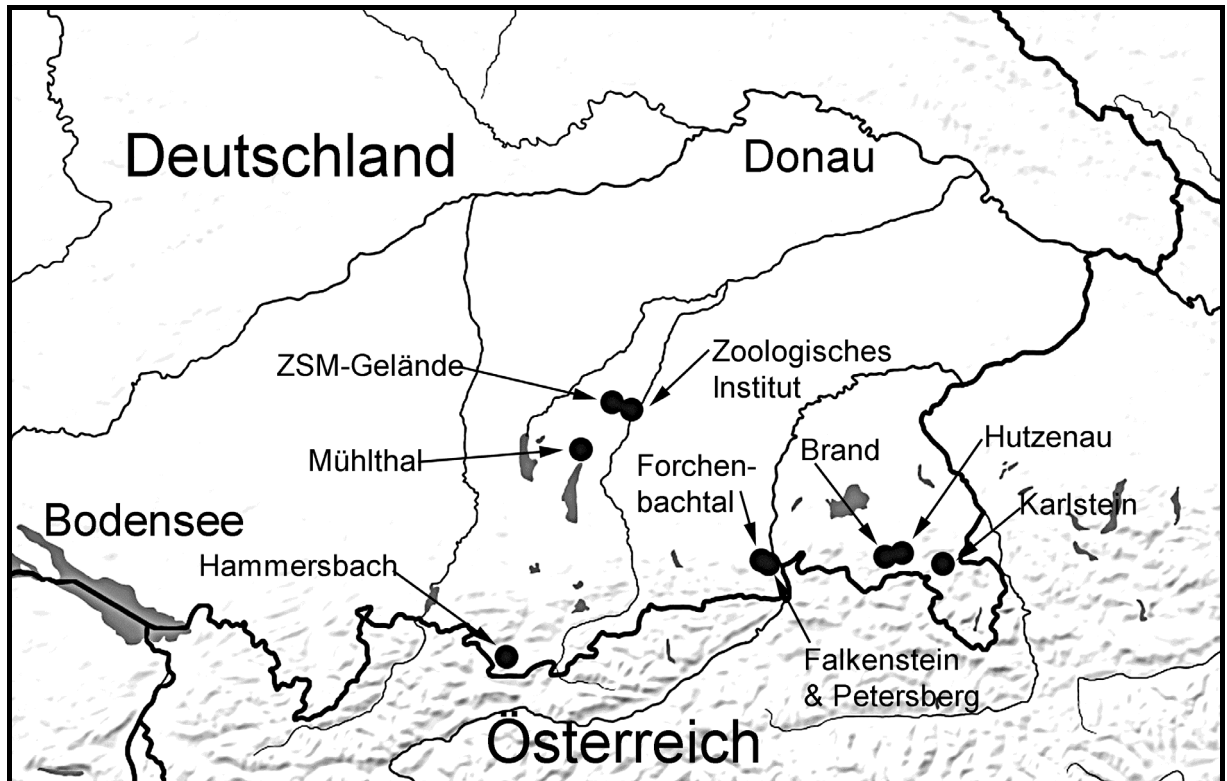 Deutschland
Donau
ZSM-Gelände
Zoologisches
Institut
Mühlthal
Forchen-
bachtal
Brand
Hutzenau
Karlstein
Bodensee
Hammersbach
Falkenstein
& Petersberg
Österreich